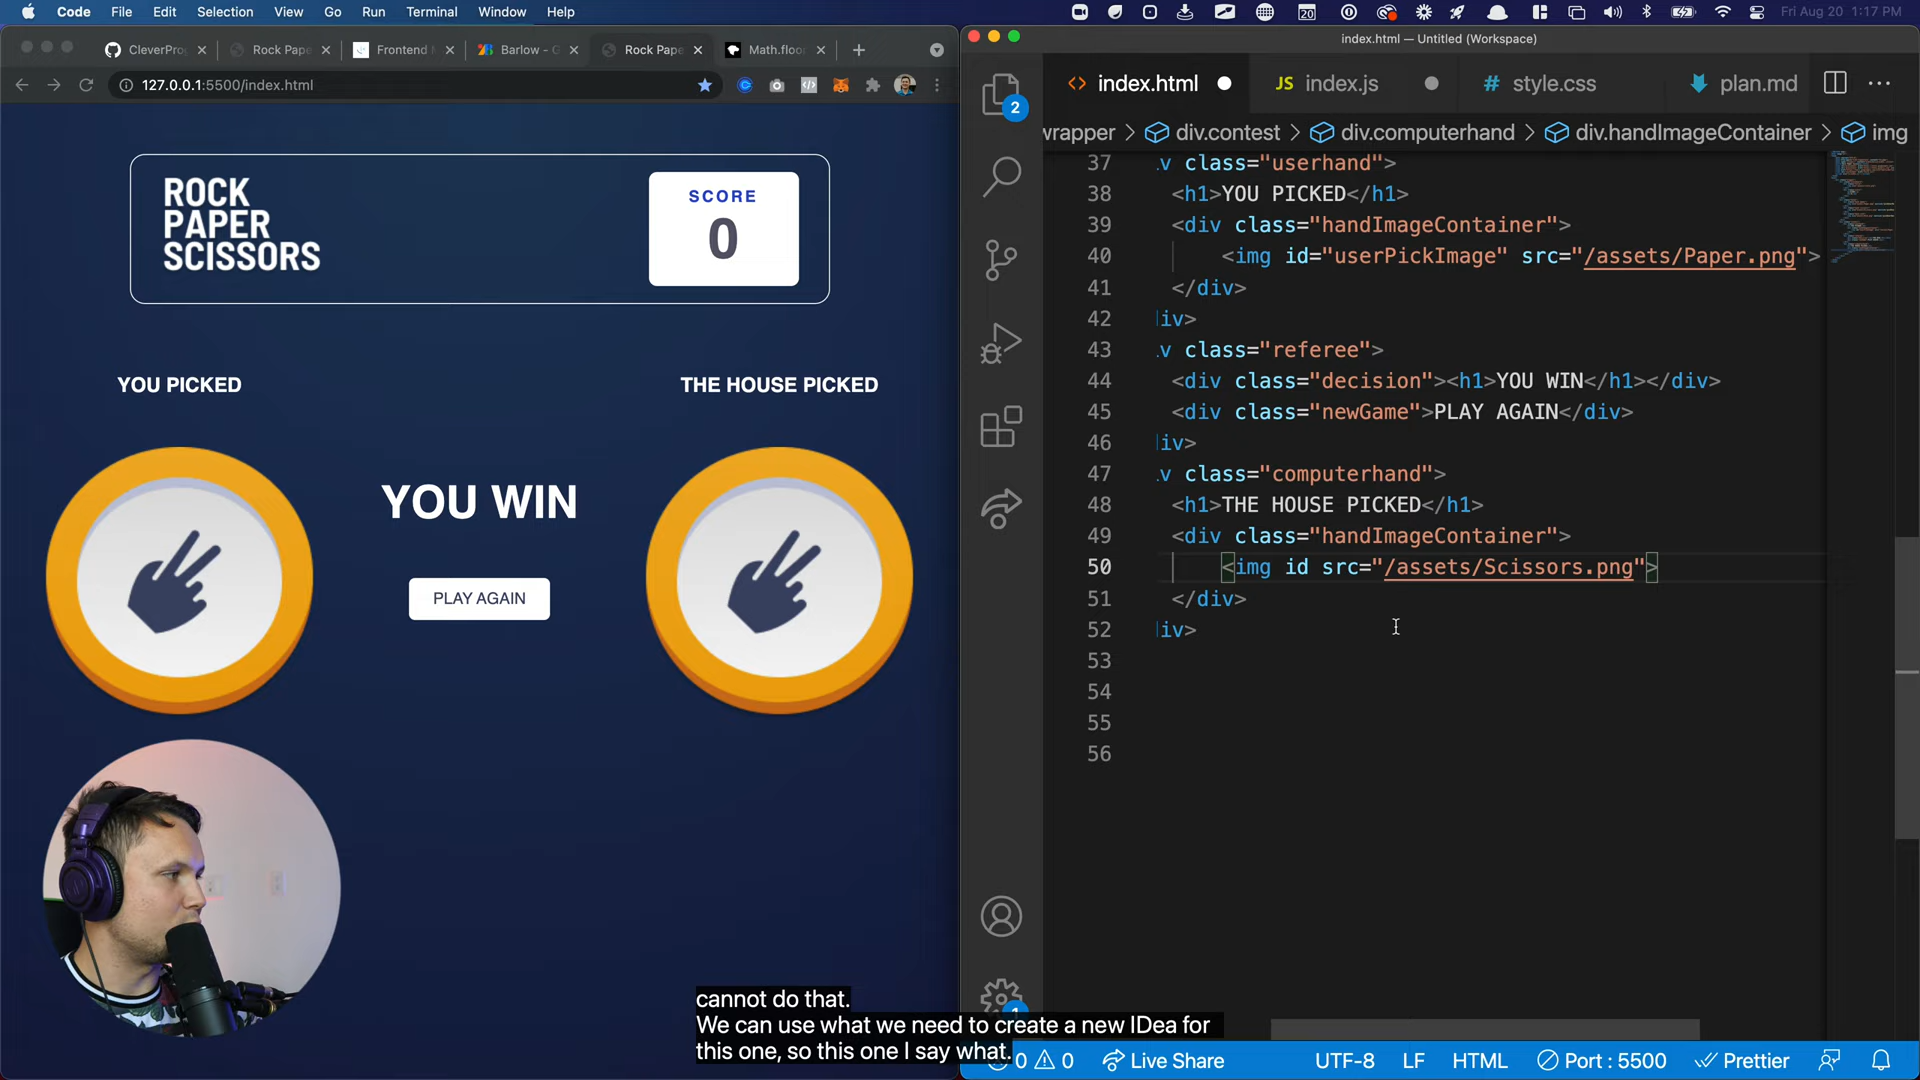 Code File Edit Selection View Go Run Terminal Window Help
20
Fri Aug 20 1:17 PM
CleverPro
Rock Pape
Frontend
Barlow - G
Rock Pape
Math.floo
127.0.0.1:5500/index.html
ROCK
PAPER
SCISSORS
SCORE
0
YOU PICKED
THE HOUSE PICKED
YOU WIN
PLAY AGAIN
index.html — Untitled (Workspace)
2
<> index.html
JS index.js
# style.css
plan.md
wrapper > div.contest > div.computerhand > div.handImageContainer > img
37 v class="userhand">
38 <h1>YOU PICKED</h1>
39 <div class="handImageContainer">
40 <img id="userPickImage" src="/assets/Paper.png">
41 </div>
42 div>
43 v class="referee">
44 <div class="decision"><h1>YOU WIN</h1></div>
45 <div class="newGame">PLAY AGAIN</div>
46 div>
47 v class="computerhand">
48 <h1>THE HOUSE PICKED</h1>
49 <div class="handImageContainer">
50 <img id src="/assets/Scissors.png">
51 </div>
52 div>
53
54
55
56
cannot do that.
We can use what we need to create a new IDea for
this one, so this one I say what.
0 0 Live Share UTF-8 LF HTML Port : 5500 Prettier